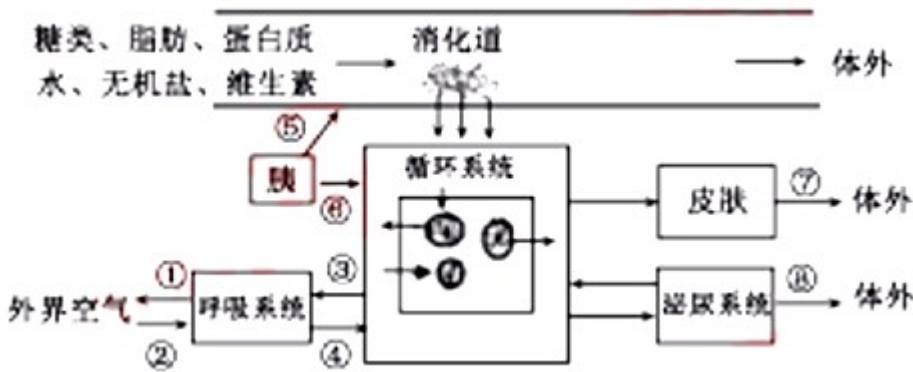 糖类、脂肪、蛋白质
水、无机盐、维生素
消化道
体外
⑤
胰
⑥
循环系统
皮肤
⑦
体外
①
外界空气
②
呼吸系统
③
④
泌尿系统
⑧
体外